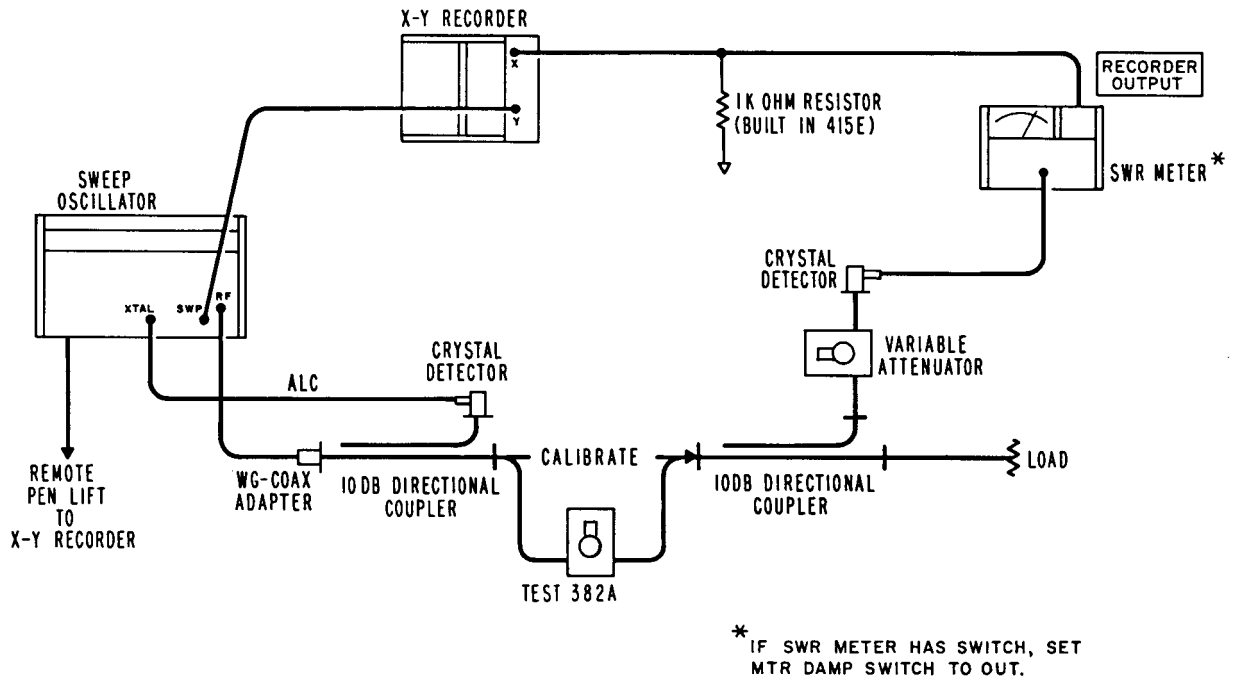 X-Y RECORDER
X
Y
1K OHM RESISTOR
(BUILT IN 415E)
RECORDER
OUTPUT
SWR METER*
SWEEP
OSCILLATOR
XTAL
SWP
RF
CRYSTAL
DETECTOR
VARIABLE
ATTENUATOR
CRYSTAL
DETECTOR
ALC
REMOTE
PEN LIFT
TO
X-Y RECORDER
WG-COAX
ADAPTER
10 DB DIRECTIONAL
COUPLER
CALIBRATE
10DB DIRECTIONAL
COUPLER
LOAD
TEST 382A
* IF SWR METER HAS SWITCH, SET
MTR DAMP SWITCH TO OUT.